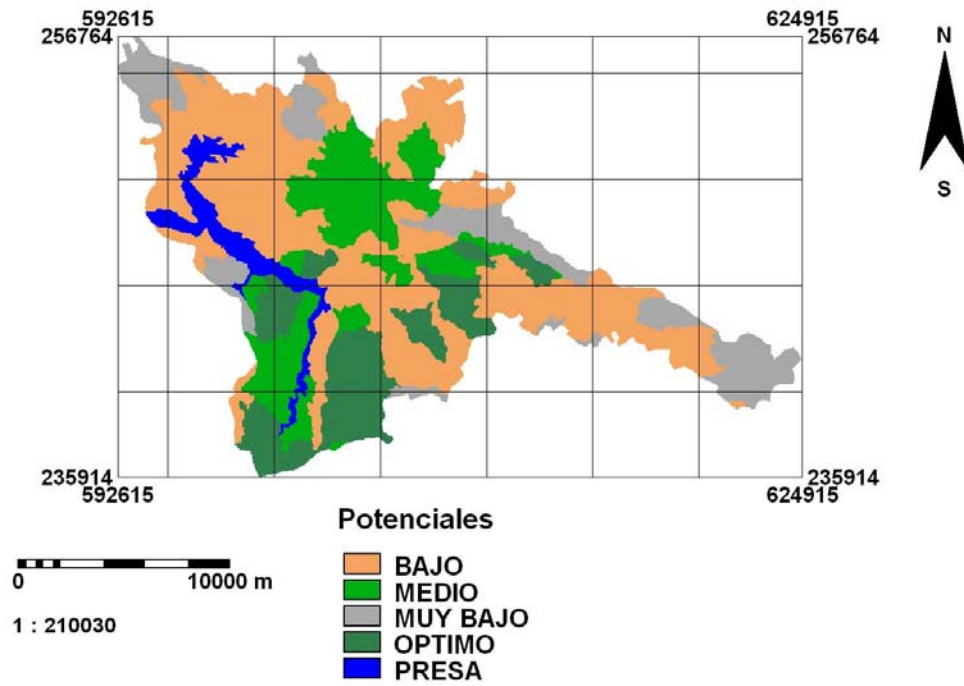 592615 624915
256764 256764
N
S
235914 235914
592615 624915
Potenciales
BAJO
MEDIO
MUY BAJO
OPTIMO
PRESA
0 10000 m
1 : 210030